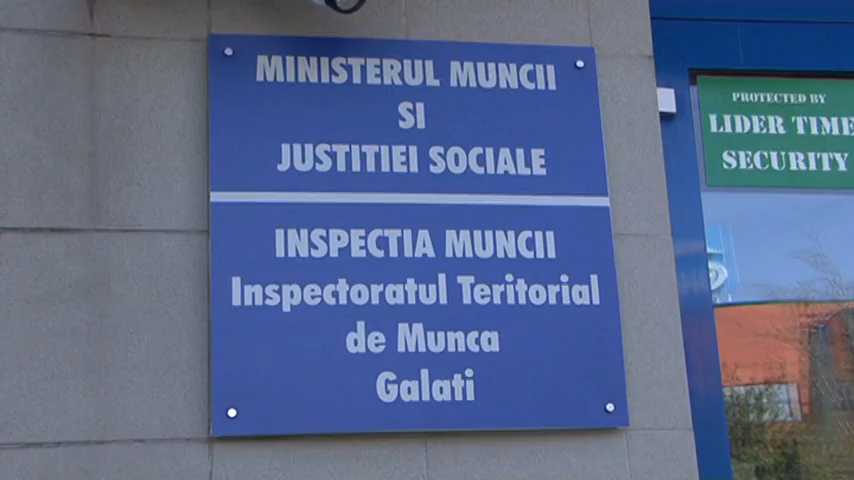 MINISTERUL MUNCII
SI
JUSTITIEI SOCIALE
INSPECTIA MUNCII
Inspectoratul Teritorial
de Munca
Galati
PROTECTED BY
LIDER TIME
SECURITY